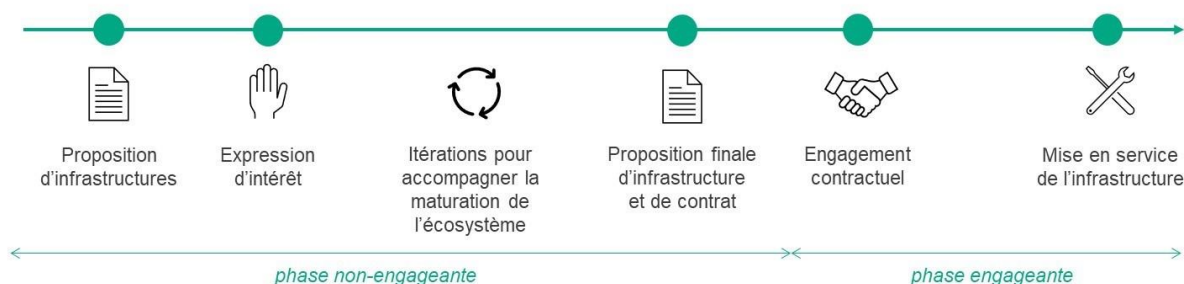 Proposition
d'infrastructures
Expression
d'intérêt
Itérations pour
accompagner la
maturation de
l'écosystème
Proposition finale
d'infrastructure
et de contrat
Engagement
contractuel
Mise en service
de l'infrastructure
phase non-engageante
phase engageante